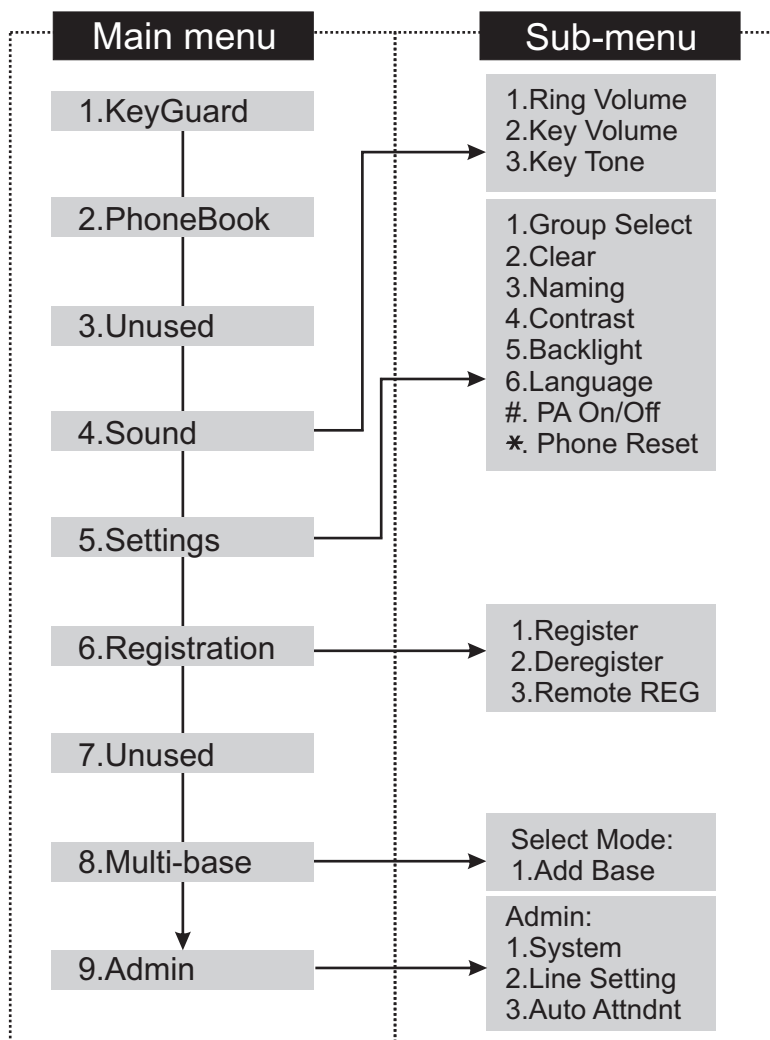 Main menu
1.KeyGuard
2.PhoneBook
3.Unused
4.Sound
5.Settings
6.Registration
7.Unused
8.Multi-base
9.Admin
Sub-menu
1.Ring Volume
2.Key Volume
3.Key Tone
1.Group Select
2.Clear
3.Naming
4.Contrast
5.Backlight
6.Language
#. PA On/Off
*. Phone Reset
1.Register
2.Deregister
3.Remote REG
Select Mode:
1.Add Base
Admin:
1.System
2.Line Setting
3.Auto Attndnt